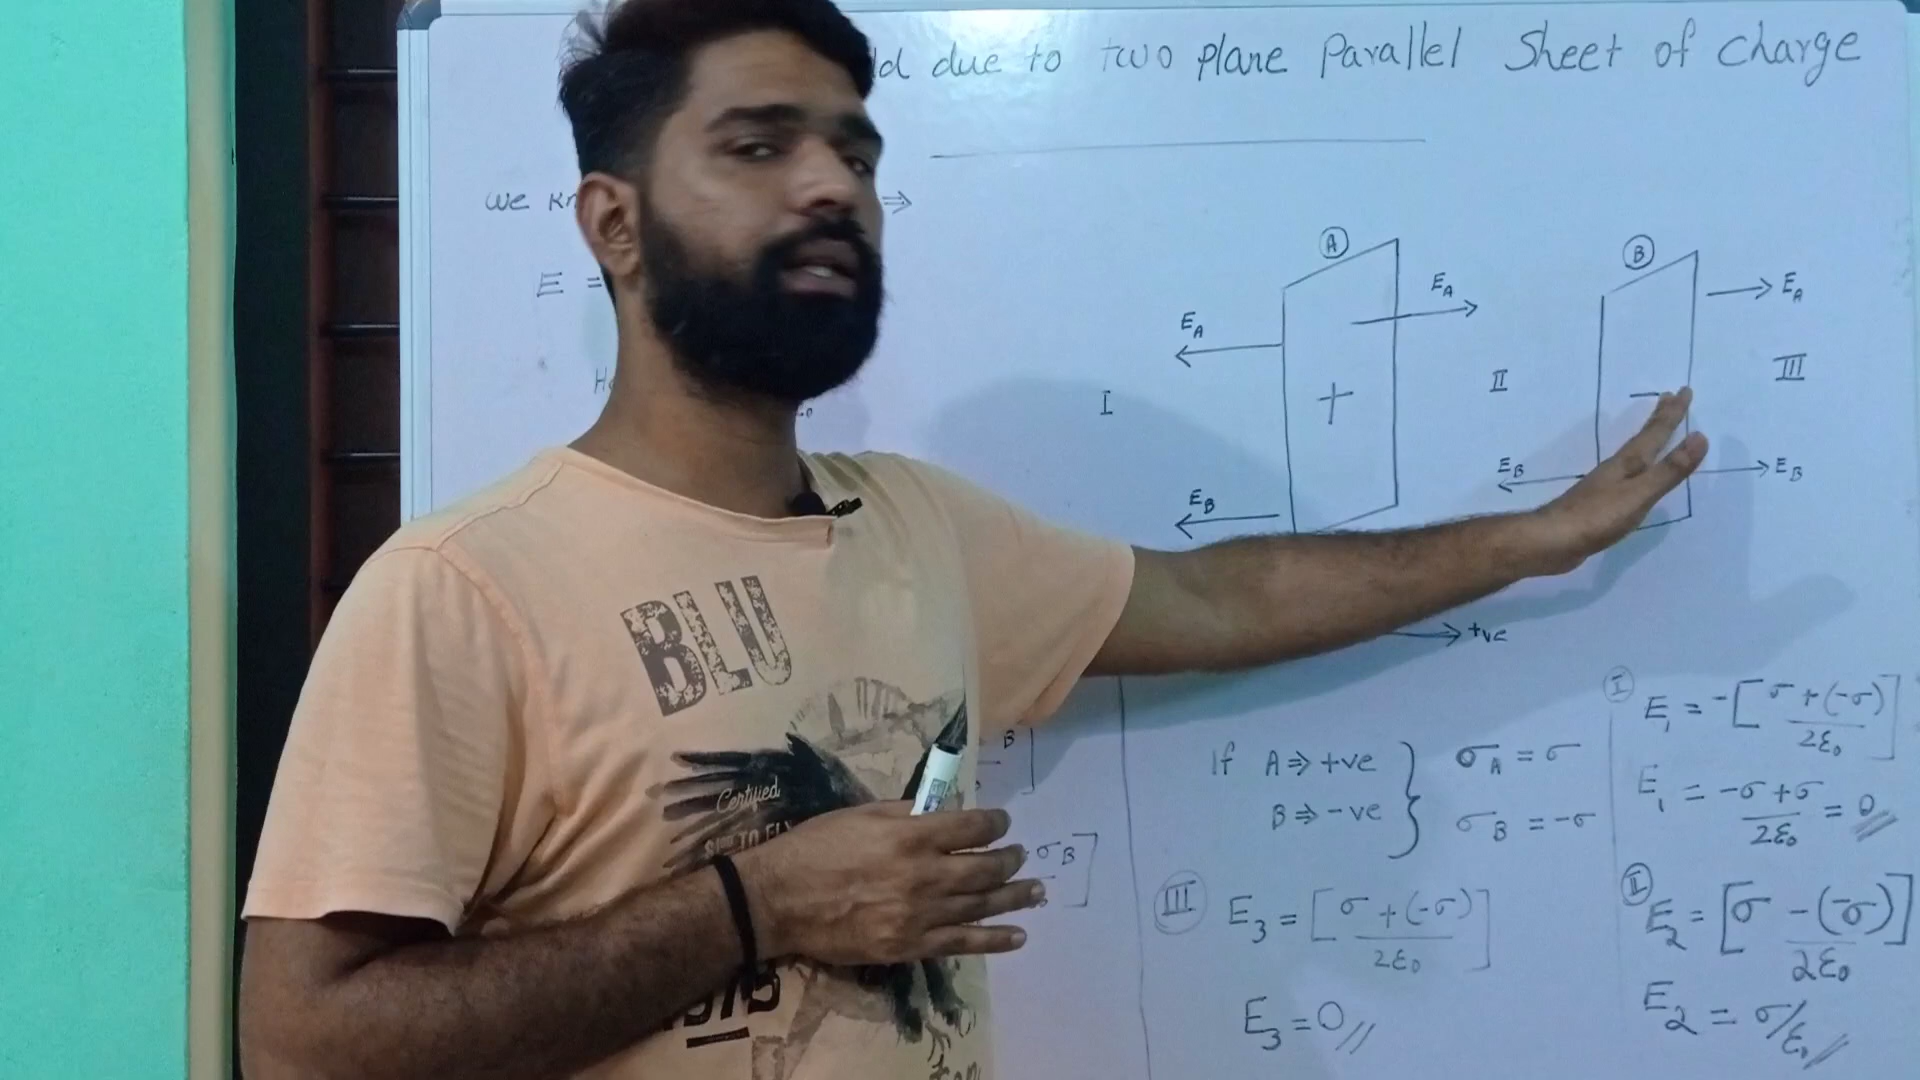 ld due to two plane Parallel Sheet of charge
we kn ⇒
E =
A
B
E_A
E_A
E_A
I
II
III
+
−
E_B
E_B
E_B
+ve
B
σ_B
If A ⇒ +ve
B ⇒ -ve
σ_A = σ
σ_B = -σ
I
E₁ = -[σ + (-σ) / 2ε₀]
E₁ = -σ + σ / 2ε₀ = 0
II
E₂ = [σ - (-σ) / 2ε₀]
E₂ = σ/ε₀
III
E₃ = [σ + (-σ) / 2ε₀]
E₃ = 0
BLU
Certified